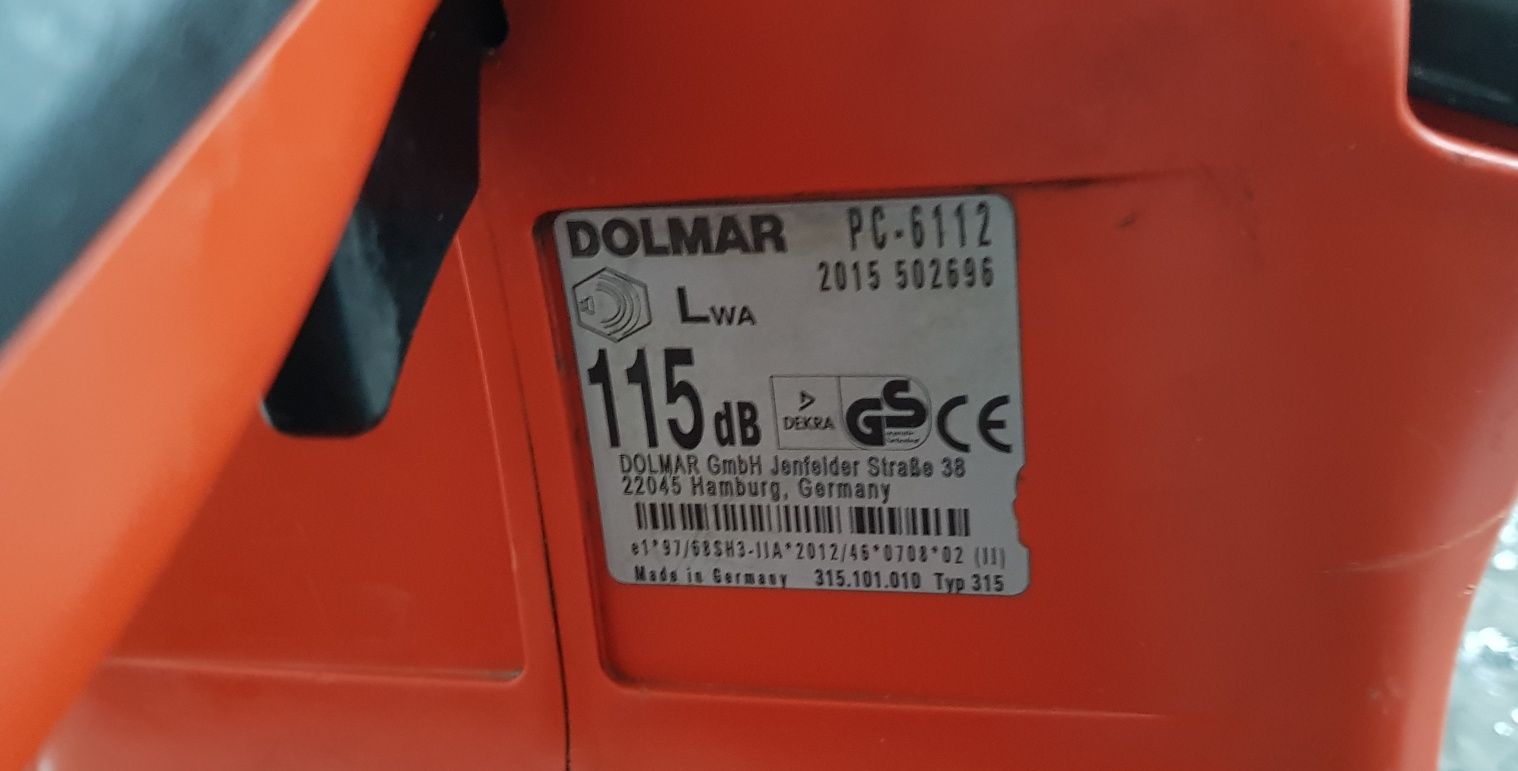 DOLMAR PC-6112
2015 502696
LWA
115 dB
DEKRA GS CE
DOLMAR GmbH Jenfelder Straße 38
22045 Hamburg, Germany
e1*97/68SH3-IIA*2012/46*0708*02 (II)
Made in Germany 315.101.010 Typ 315